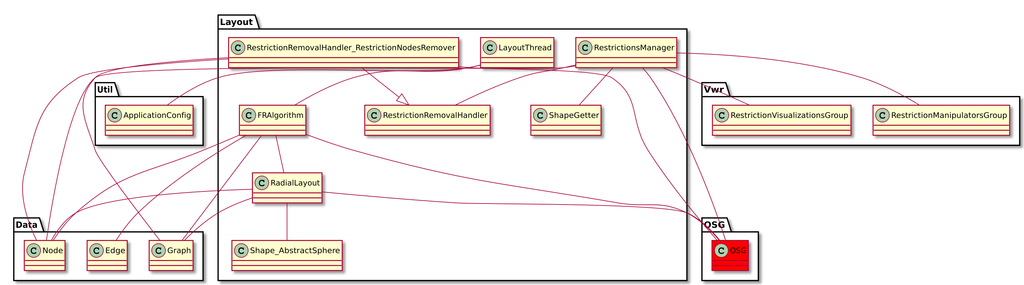 Layout
C RestrictionRemovalHandler_RestrictionNodesRemover
C LayoutThread
C RestrictionsManager
Util
C ApplicationConfig
Vwr
C RestrictionVisualizationsGroup
C RestrictionManipulatorsGroup
C FRAlgorithm
C RestrictionRemovalHandler
C ShapeGetter
C RadialLayout
Data
C Node
C Edge
C Graph
C Shape_AbstractSphere
OSG
C OSG